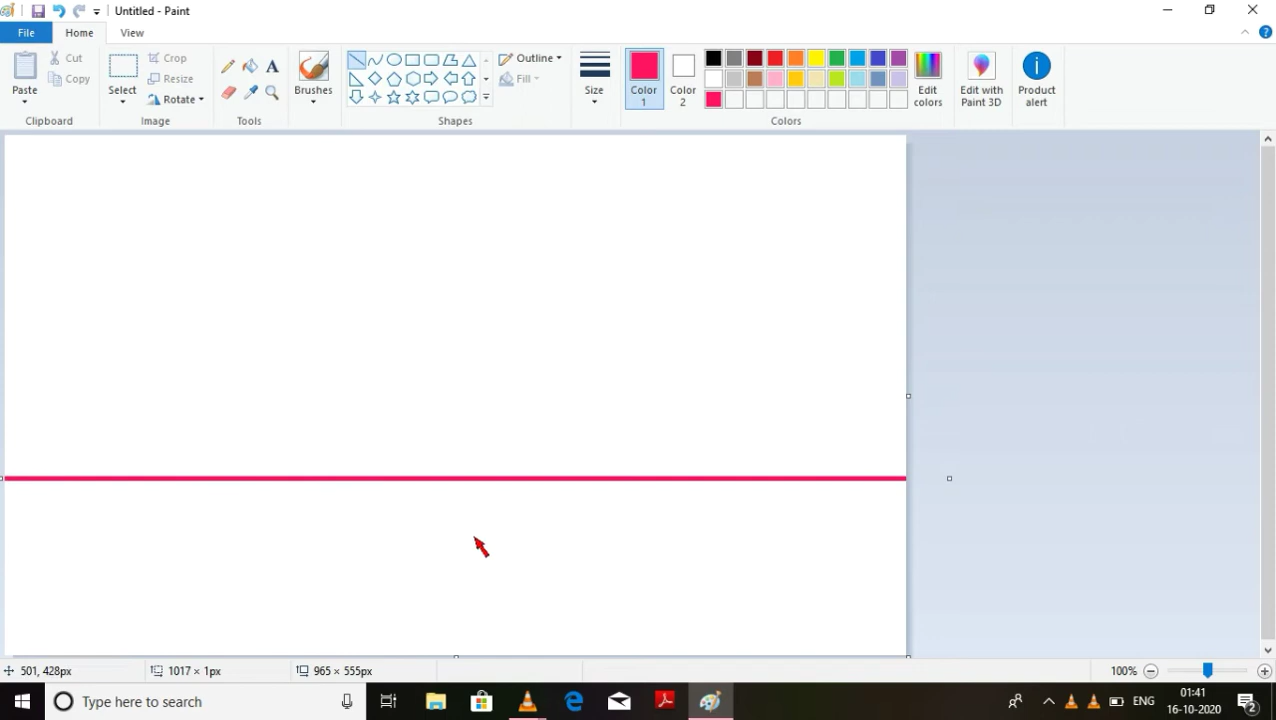 Untitled - Paint
File Home View
Paste
Clipboard
Cut
Copy
Select
Crop
Resize
Rotate
Image
A
Tools
Brushes
Shapes
Outline
Fill
Size
Color 1
Color 2
Colors
Edit colors
Edit with Paint 3D
Product alert
501, 428px
1017 × 1px
965 × 555px
100%
Type here to search
ENG
01:41
16-10-2020
2